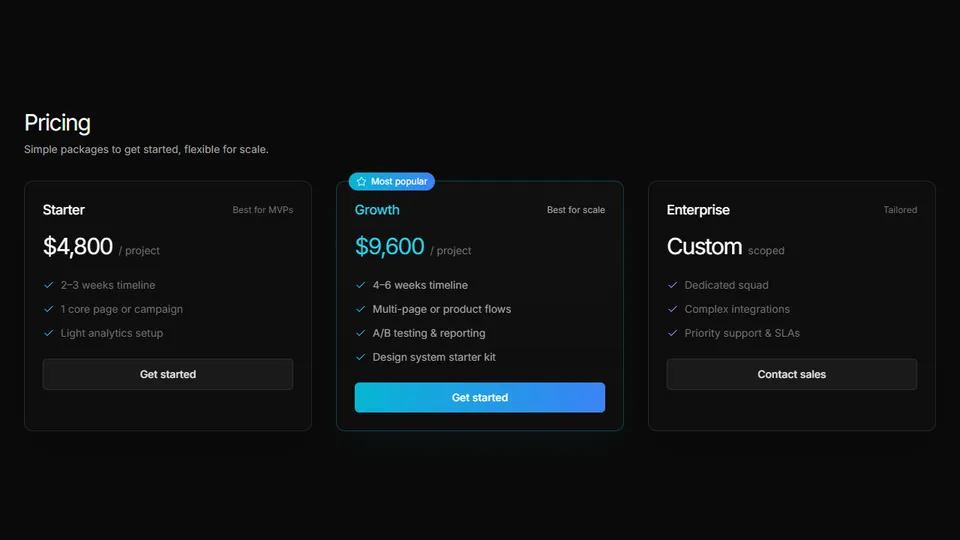 Pricing
Simple packages to get started, flexible for scale.
Starter
Best for MVPs
$4,800 / project
2–3 weeks timeline
1 core page or campaign
Light analytics setup
Get started
Most popular
Growth
Best for scale
$9,600 / project
4–6 weeks timeline
Multi-page or product flows
A/B testing & reporting
Design system starter kit
Get started
Enterprise
Tailored
Custom scoped
Dedicated squad
Complex integrations
Priority support & SLAs
Contact sales